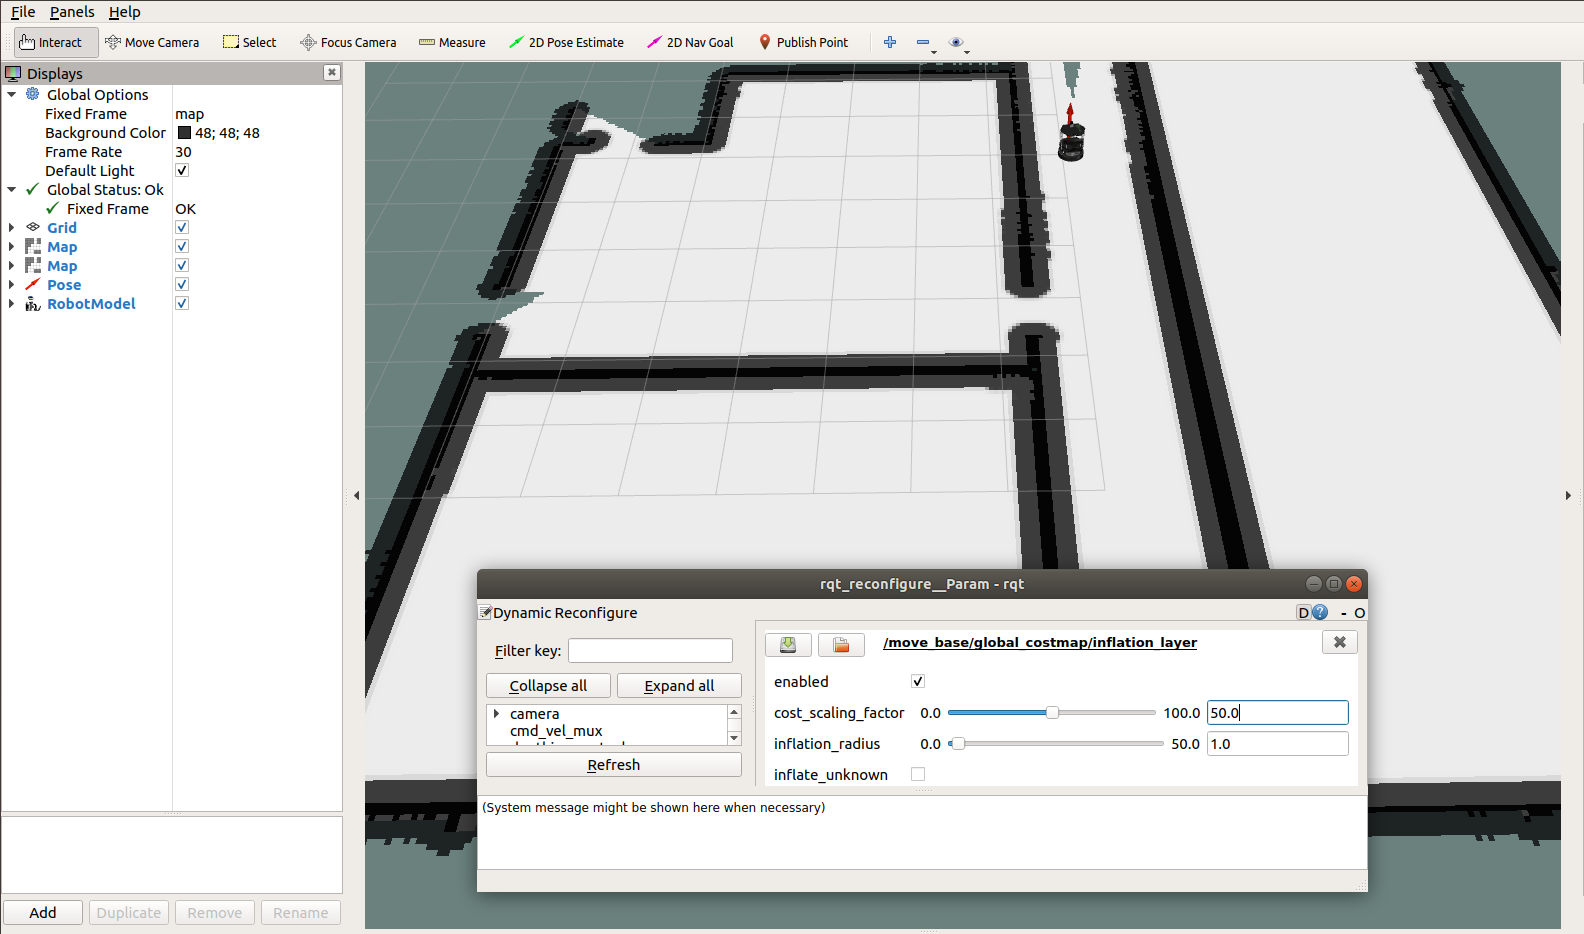 File Panels Help
Interact Move Camera Select Focus Camera Measure 2D Pose Estimate 2D Nav Goal Publish Point
Displays
Global Options
Fixed Frame map
Background Color 48; 48; 48
Frame Rate 30
Default Light
Global Status: Ok
Fixed Frame OK
Grid
Map
Map
Pose
RobotModel
Add Duplicate Remove Rename
rqt_reconfigure__Param - rqt
Dynamic Reconfigure
D - O
Filter key:
Collapse all Expand all
camera
cmd_vel_mux
Refresh
/move_base/global_costmap/inflation_layer
enabled
cost_scaling_factor 0.0 100.0 50.0
inflation_radius 0.0 50.0 1.0
inflate_unknown
(System message might be shown here when necessary)